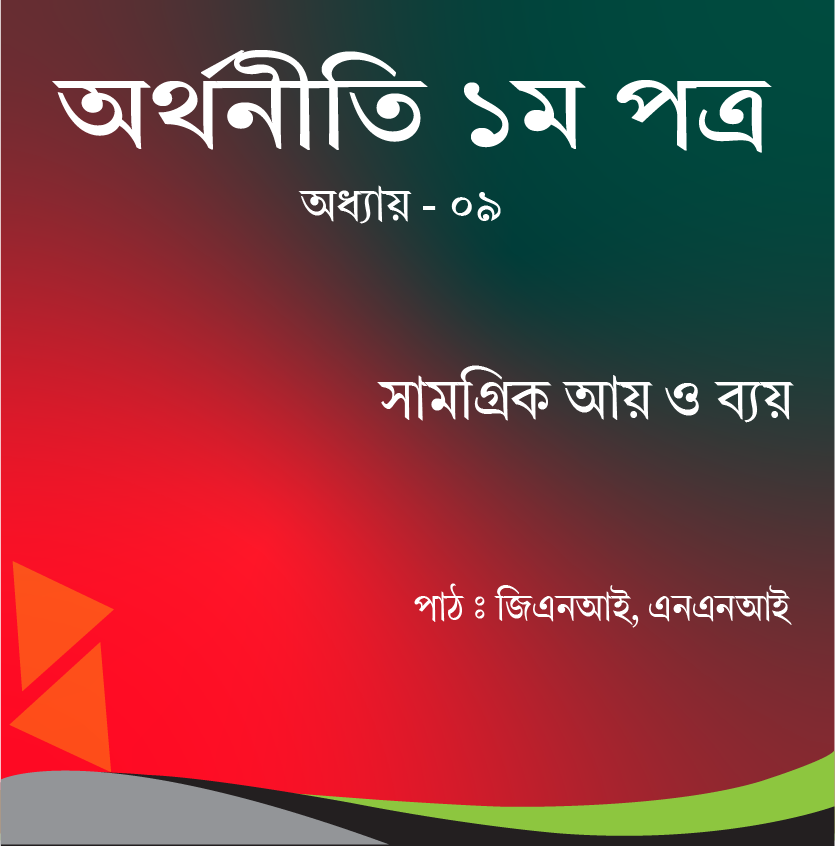 অর্থনীতি ১ম পত্র
অধ্যায় - ০৯
সামগ্রিক আয় ও ব্যয়
পাঠ ঃ জিএনআই, এনএনআই